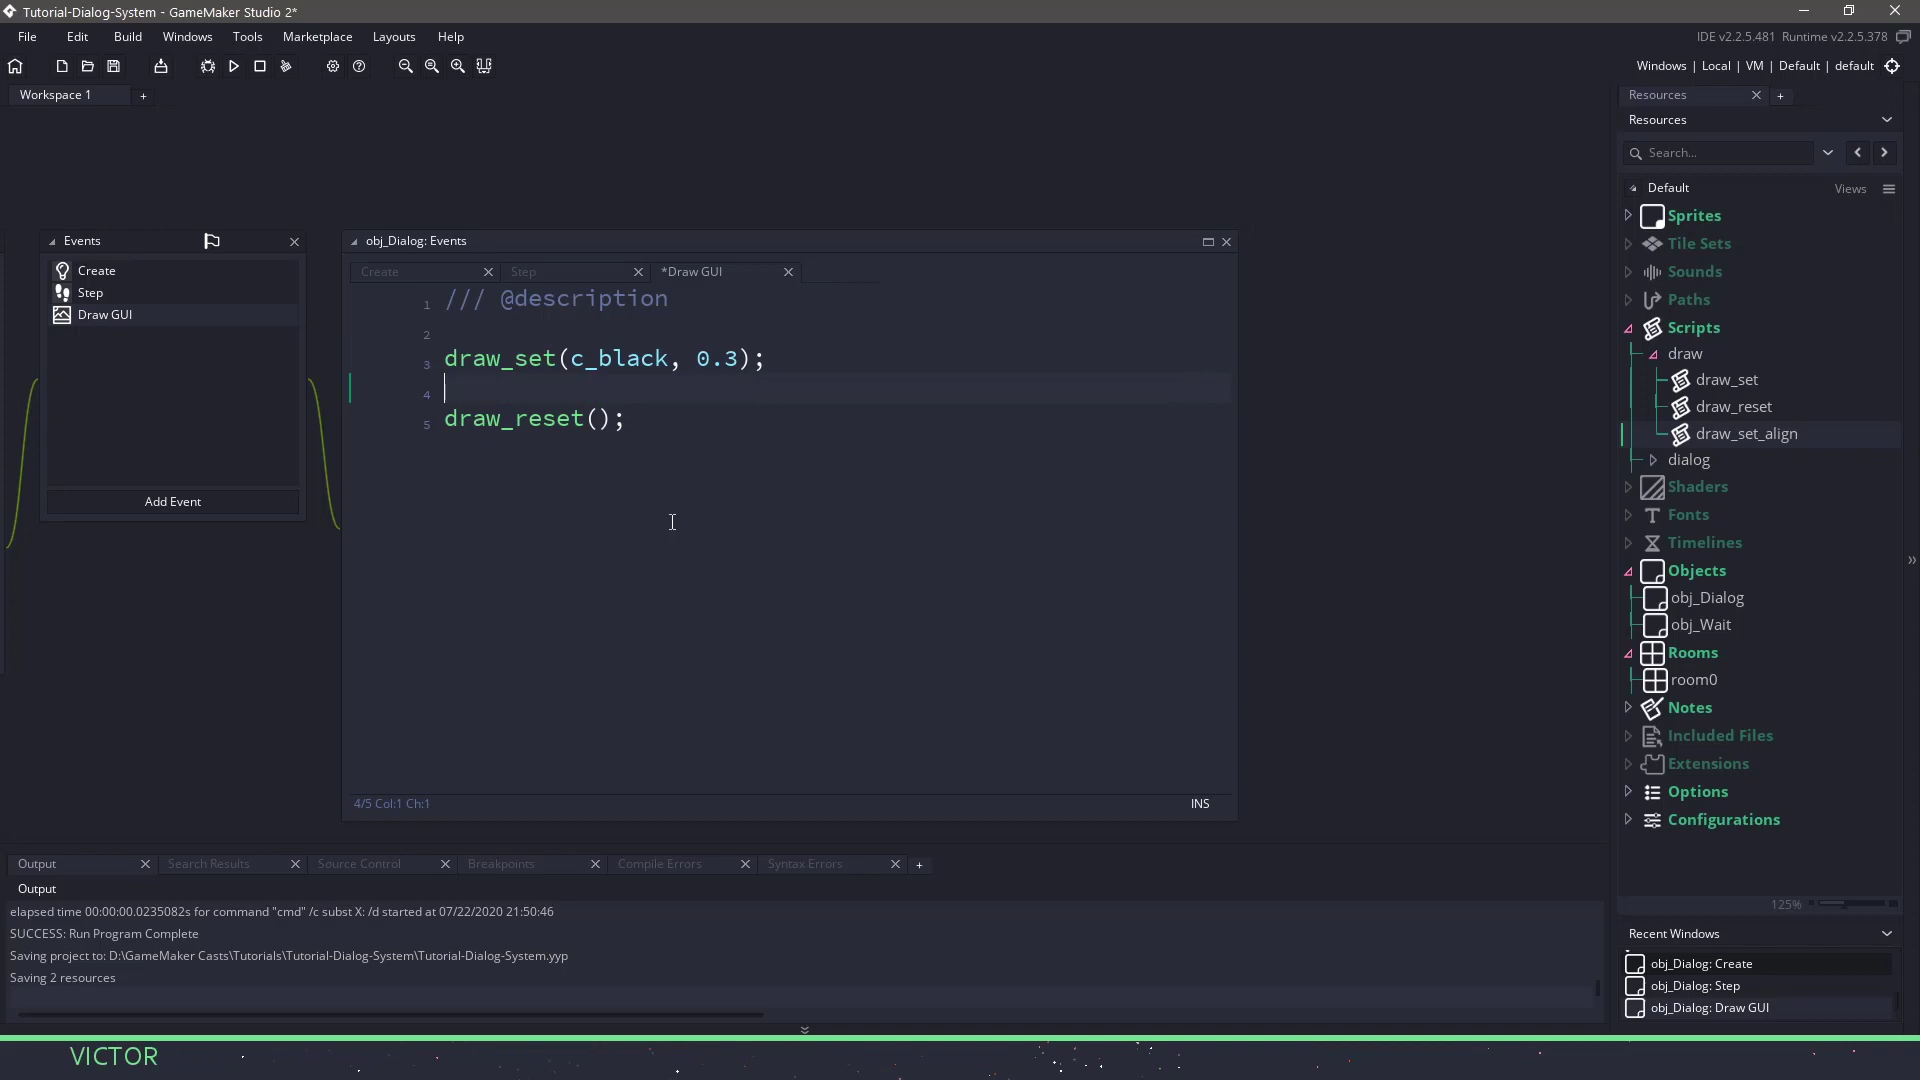 Tutorial-Dialog-System - GameMaker Studio 2*
File Edit Build Windows Tools Marketplace Layouts Help
IDE v2.2.5.481 Runtime v2.2.5.378
Windows | Local | VM | Default | default
Workspace 1 +
Resources +
Resources
Search...
Default Views
Sprites
Tile Sets
Sounds
Paths
Scripts
draw
draw_set
draw_reset
draw_set_align
dialog
Shaders
Fonts
Timelines
Objects
obj_Dialog
obj_Wait
Rooms
room0
Notes
Included Files
Extensions
Options
Configurations
125%
Recent Windows
obj_Dialog: Create
obj_Dialog: Step
obj_Dialog: Draw GUI
Events
Create
Step
Draw GUI
Add Event
obj_Dialog: Events
Create Step *Draw GUI
1 /// @description
2
3 draw_set(c_black, 0.3);
4
5 draw_reset();
4/5 Col:1 Ch:1 INS
Output Search Results Source Control Breakpoints Compile Errors Syntax Errors +
Output
elapsed time 00:00:00.0235082s for command "cmd" /c subst X: /d started at 07/22/2020 21:50:46
SUCCESS: Run Program Complete
Saving project to: D:\GameMaker Casts\Tutorials\Tutorial-Dialog-System\Tutorial-Dialog-System.yyp
Saving 2 resources
VICTOR